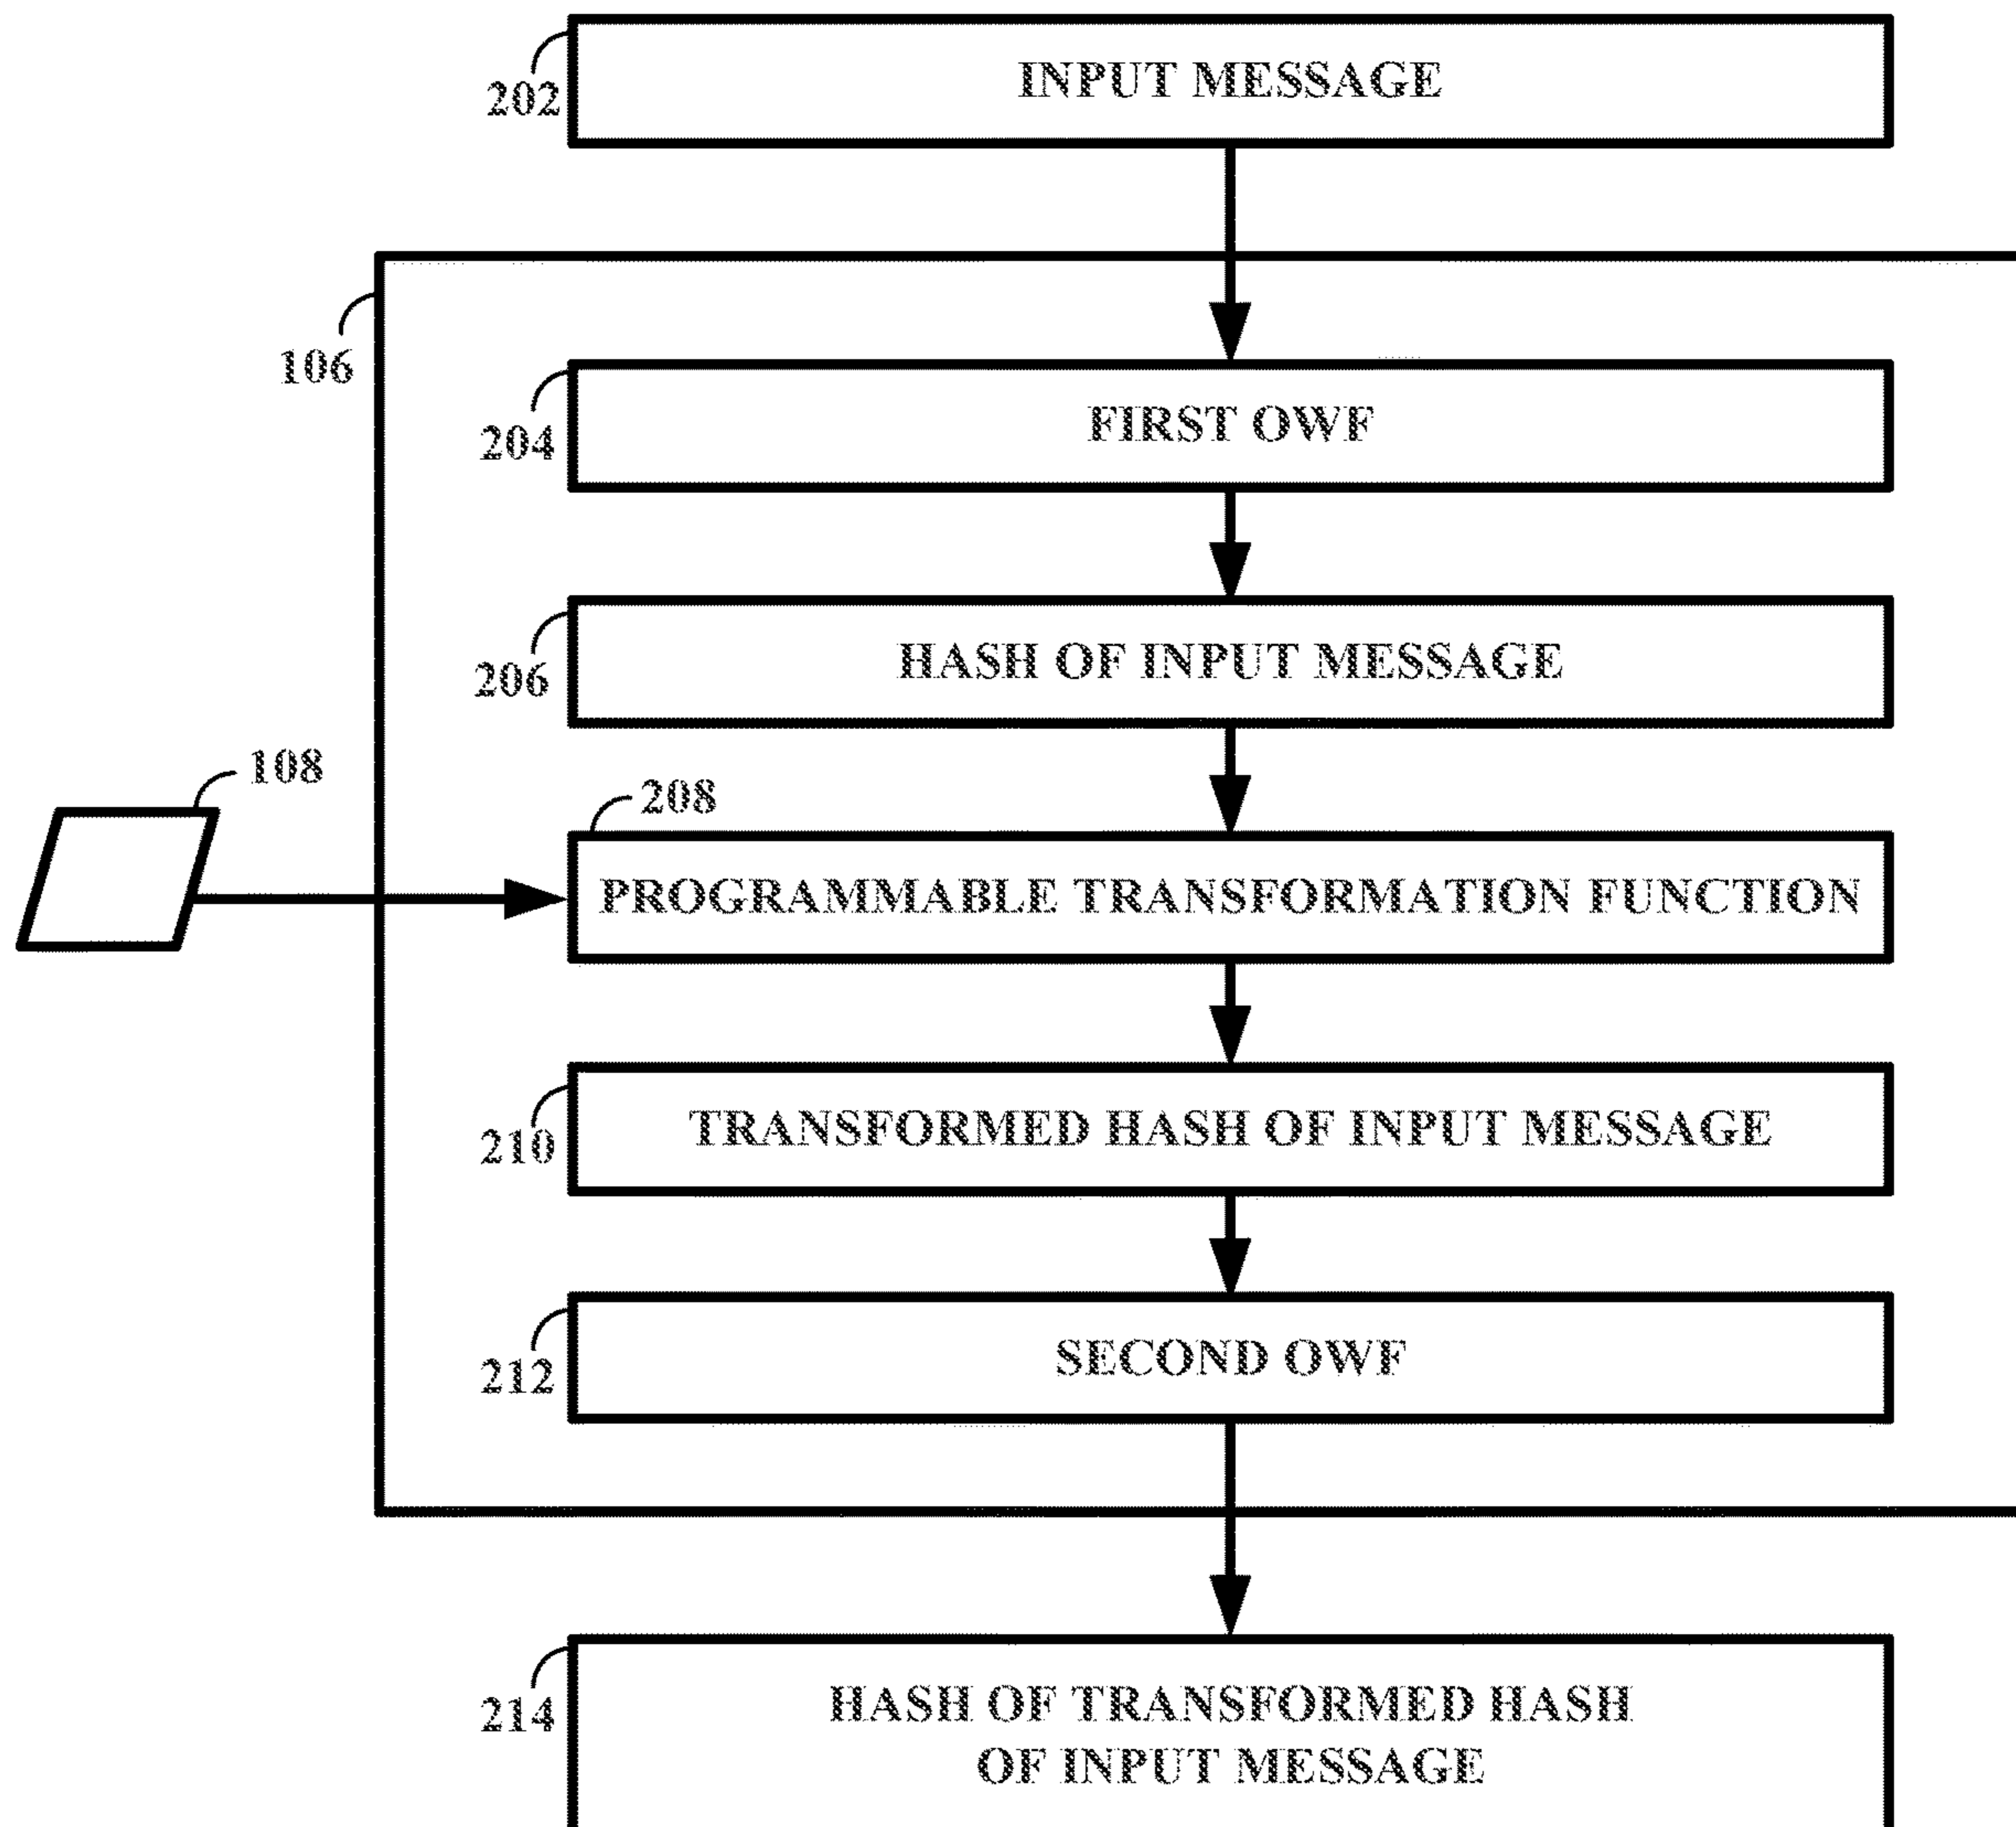 INPUT MESSAGE
202
106
FIRST OWF
204
HASH OF INPUT MESSAGE
206
108
208
PROGRAMMABLE TRANSFORMATION FUNCTION
TRANSFORMED HASH OF INPUT MESSAGE
210
SECOND OWF
212
HASH OF TRANSFORMED HASH
OF INPUT MESSAGE
214